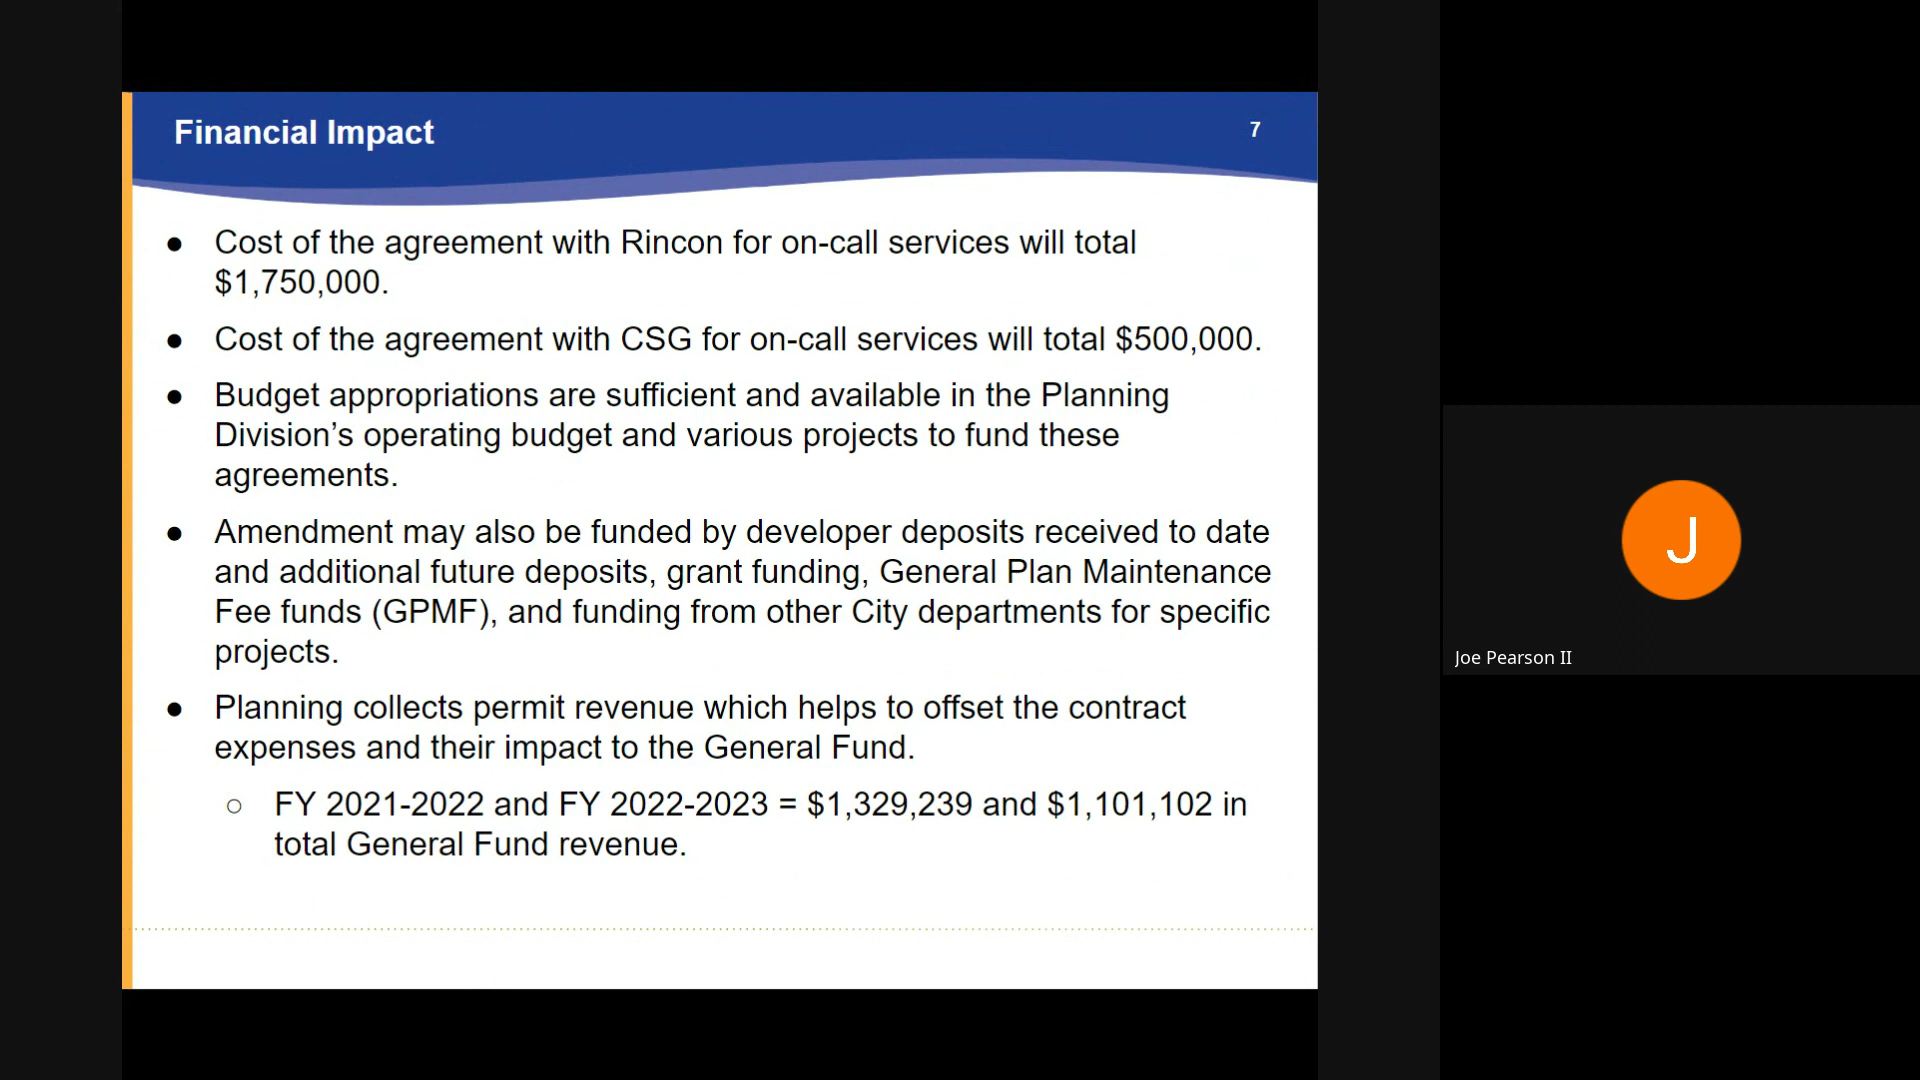 Financial Impact
7
● Cost of the agreement with Rincon for on-call services will total
$1,750,000.
● Cost of the agreement with CSG for on-call services will total $500,000.
● Budget appropriations are sufficient and available in the Planning
Division’s operating budget and various projects to fund these
agreements.
● Amendment may also be funded by developer deposits received to date
and additional future deposits, grant funding, General Plan Maintenance
Fee funds (GPMF), and funding from other City departments for specific
projects.
● Planning collects permit revenue which helps to offset the contract
expenses and their impact to the General Fund.
○ FY 2021-2022 and FY 2022-2023 = $1,329,239 and $1,101,102 in
total General Fund revenue.
J
Joe Pearson II